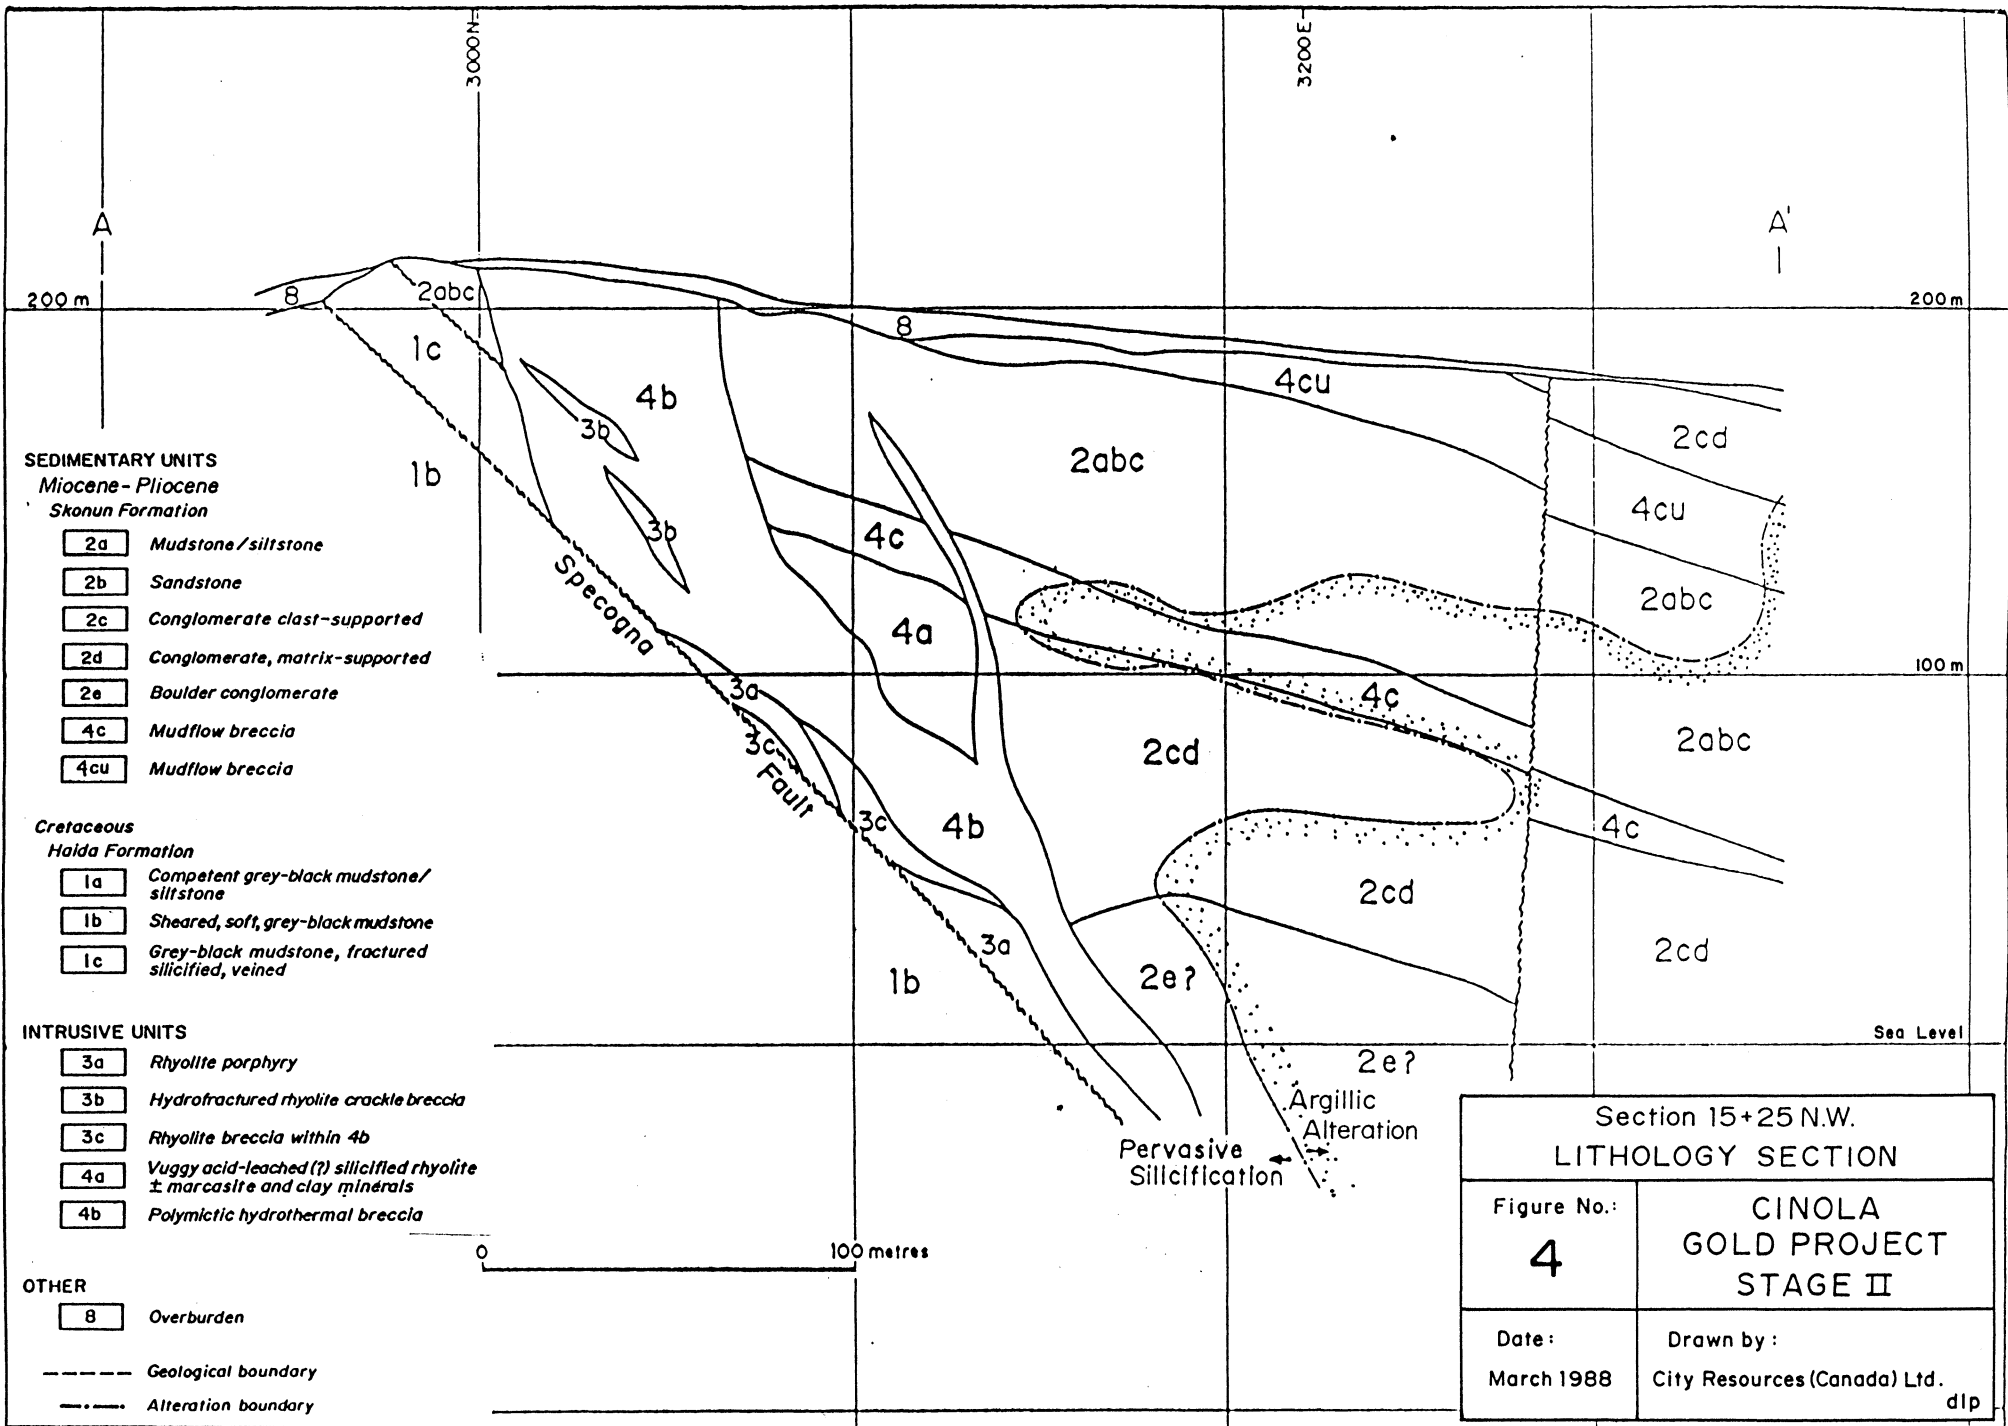 3000N
3200E
A
A'
200 m
200 m
8
2abc
1c
4b
3b
1b
3b
8
4cu
2abc
2cd
4cu
4c
2abc
4a
100 m
4c
2abc
3a
3c
2cd
3c
4b
4c
2cd
3a
1b
2e?
2cd
2e?
Specogna
Fault
Sea Level
Argillic
Alteration
Pervasive
Silicification
SEDIMENTARY UNITS
Miocene - Pliocene
Skonun Formation
2a Mudstone/siltstone
2b Sandstone
2c Conglomerate clast-supported
2d Conglomerate, matrix-supported
2e Boulder conglomerate
4c Mudflow breccia
4cu Mudflow breccia
Cretaceous
Haida Formation
1a Competent grey-black mudstone/
siltstone
1b Sheared, soft, grey-black mudstone
1c Grey-black mudstone, fractured
silicified, veined
INTRUSIVE UNITS
3a Rhyolite porphyry
3b Hydrofractured rhyolite crackle breccia
3c Rhyolite breccia within 4b
4a Vuggy acid-leached (?) silicified rhyolite
± marcasite and clay minerals
4b Polymictic hydrothermal breccia
OTHER
8 Overburden
Geological boundary
Alteration boundary
0 100 metres
Section 15+25 N.W.
LITHOLOGY SECTION
Figure No.:
4
CINOLA
GOLD PROJECT
STAGE II
Date:
March 1988
Drawn by:
City Resources (Canada) Ltd.
dlp